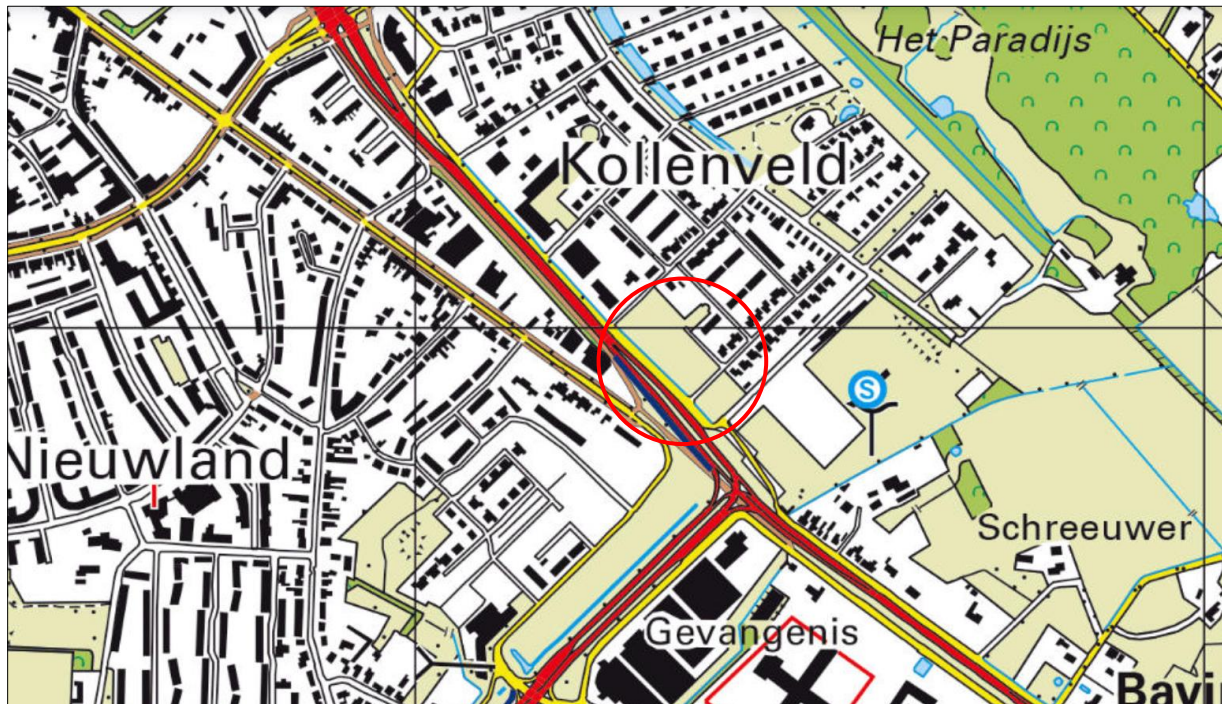 Het Paradijs
Kollenveld
S
Nieuwland
Schreeuwer
Gevangenis